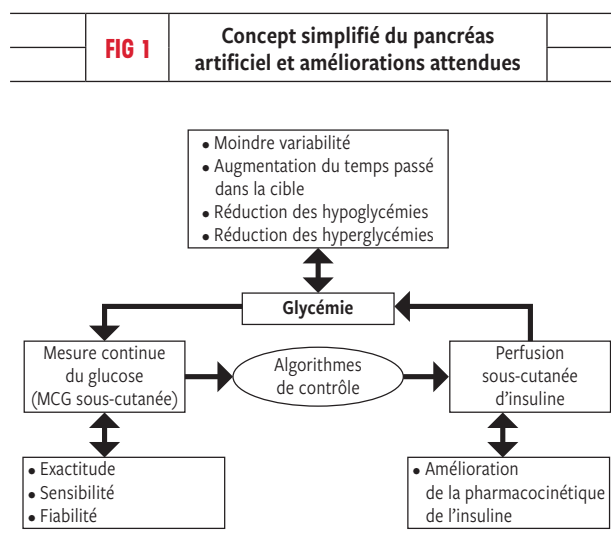 FIG 1
Concept simplifié du pancréas
artificiel et améliorations attendues
• Moindre variabilité
• Augmentation du temps passé
dans la cible
• Réduction des hypoglycémies
• Réduction des hyperglycémies
Glycémie
Mesure continue
du glucose
(MCG sous-cutanée)
Algorithmes
de contrôle
Perfusion
sous-cutanée
d’insuline
• Exactitude
• Sensibilité
• Fiabilité
• Amélioration
de la pharmacocinétique
de l’insuline